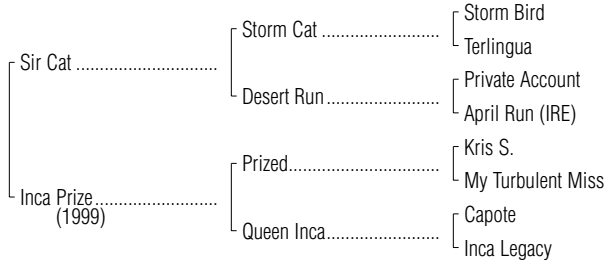 Storm Bird
Storm Cat ........................
Terlingua
Sir Cat .............................
Private Account
Desert Run .......................
April Run (IRE)
Kris S.
Prized...............................
My Turbulent Miss
Inca Prize .........................
(1999)
Capote
Queen Inca.......................
Inca Legacy